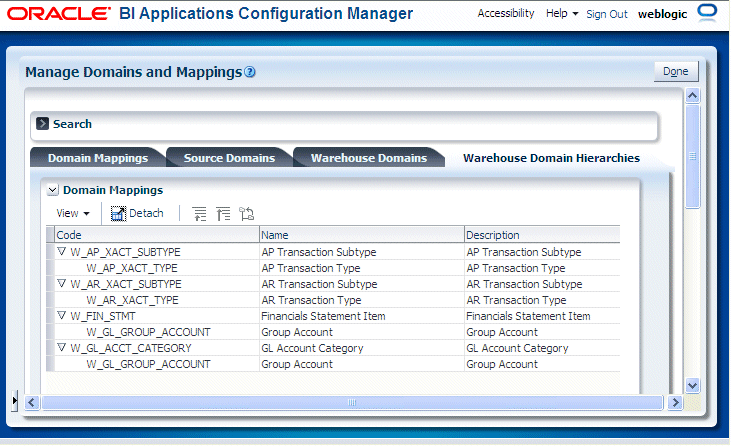 ORACLE BI Applications Configuration Manager Accessibility Help Sign Out weblogic
Manage Domains and Mappings Done
Search
Domain Mappings Source Domains Warehouse Domains Warehouse Domain Hierarchies
Domain Mappings
View Detach
Code Name Description
W_AP_XACT_SUBTYPE AP Transaction Subtype AP Transaction Subtype
W_AP_XACT_TYPE AP Transaction Type AP Transaction Type
W_AR_XACT_SUBTYPE AR Transaction Subtype AR Transaction Subtype
W_AR_XACT_TYPE AR Transaction Type AR Transaction Type
W_FIN_STMT Financials Statement Item Financials Statement Item
W_GL_GROUP_ACCOUNT Group Account Group Account
W_GL_ACCT_CATEGORY GL Account Category GL Account Category
W_GL_GROUP_ACCOUNT Group Account Group Account